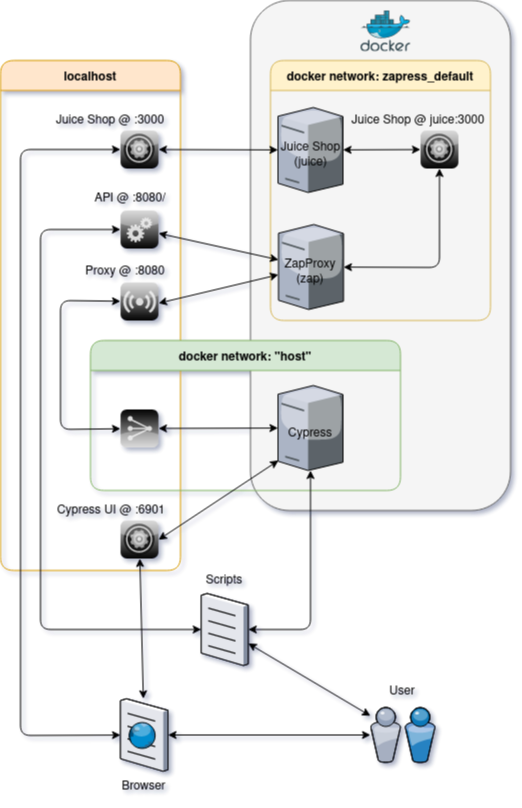 docker
localhost
docker network: zapress_default
Juice Shop @ :3000
Juice Shop @ juice:3000
Juice Shop
(juice)
API @ :8080/
Proxy @ :8080
ZapProxy
(zap)
docker network: "host"
Cypress
Cypress UI @ :6901
Scripts
User
Browser